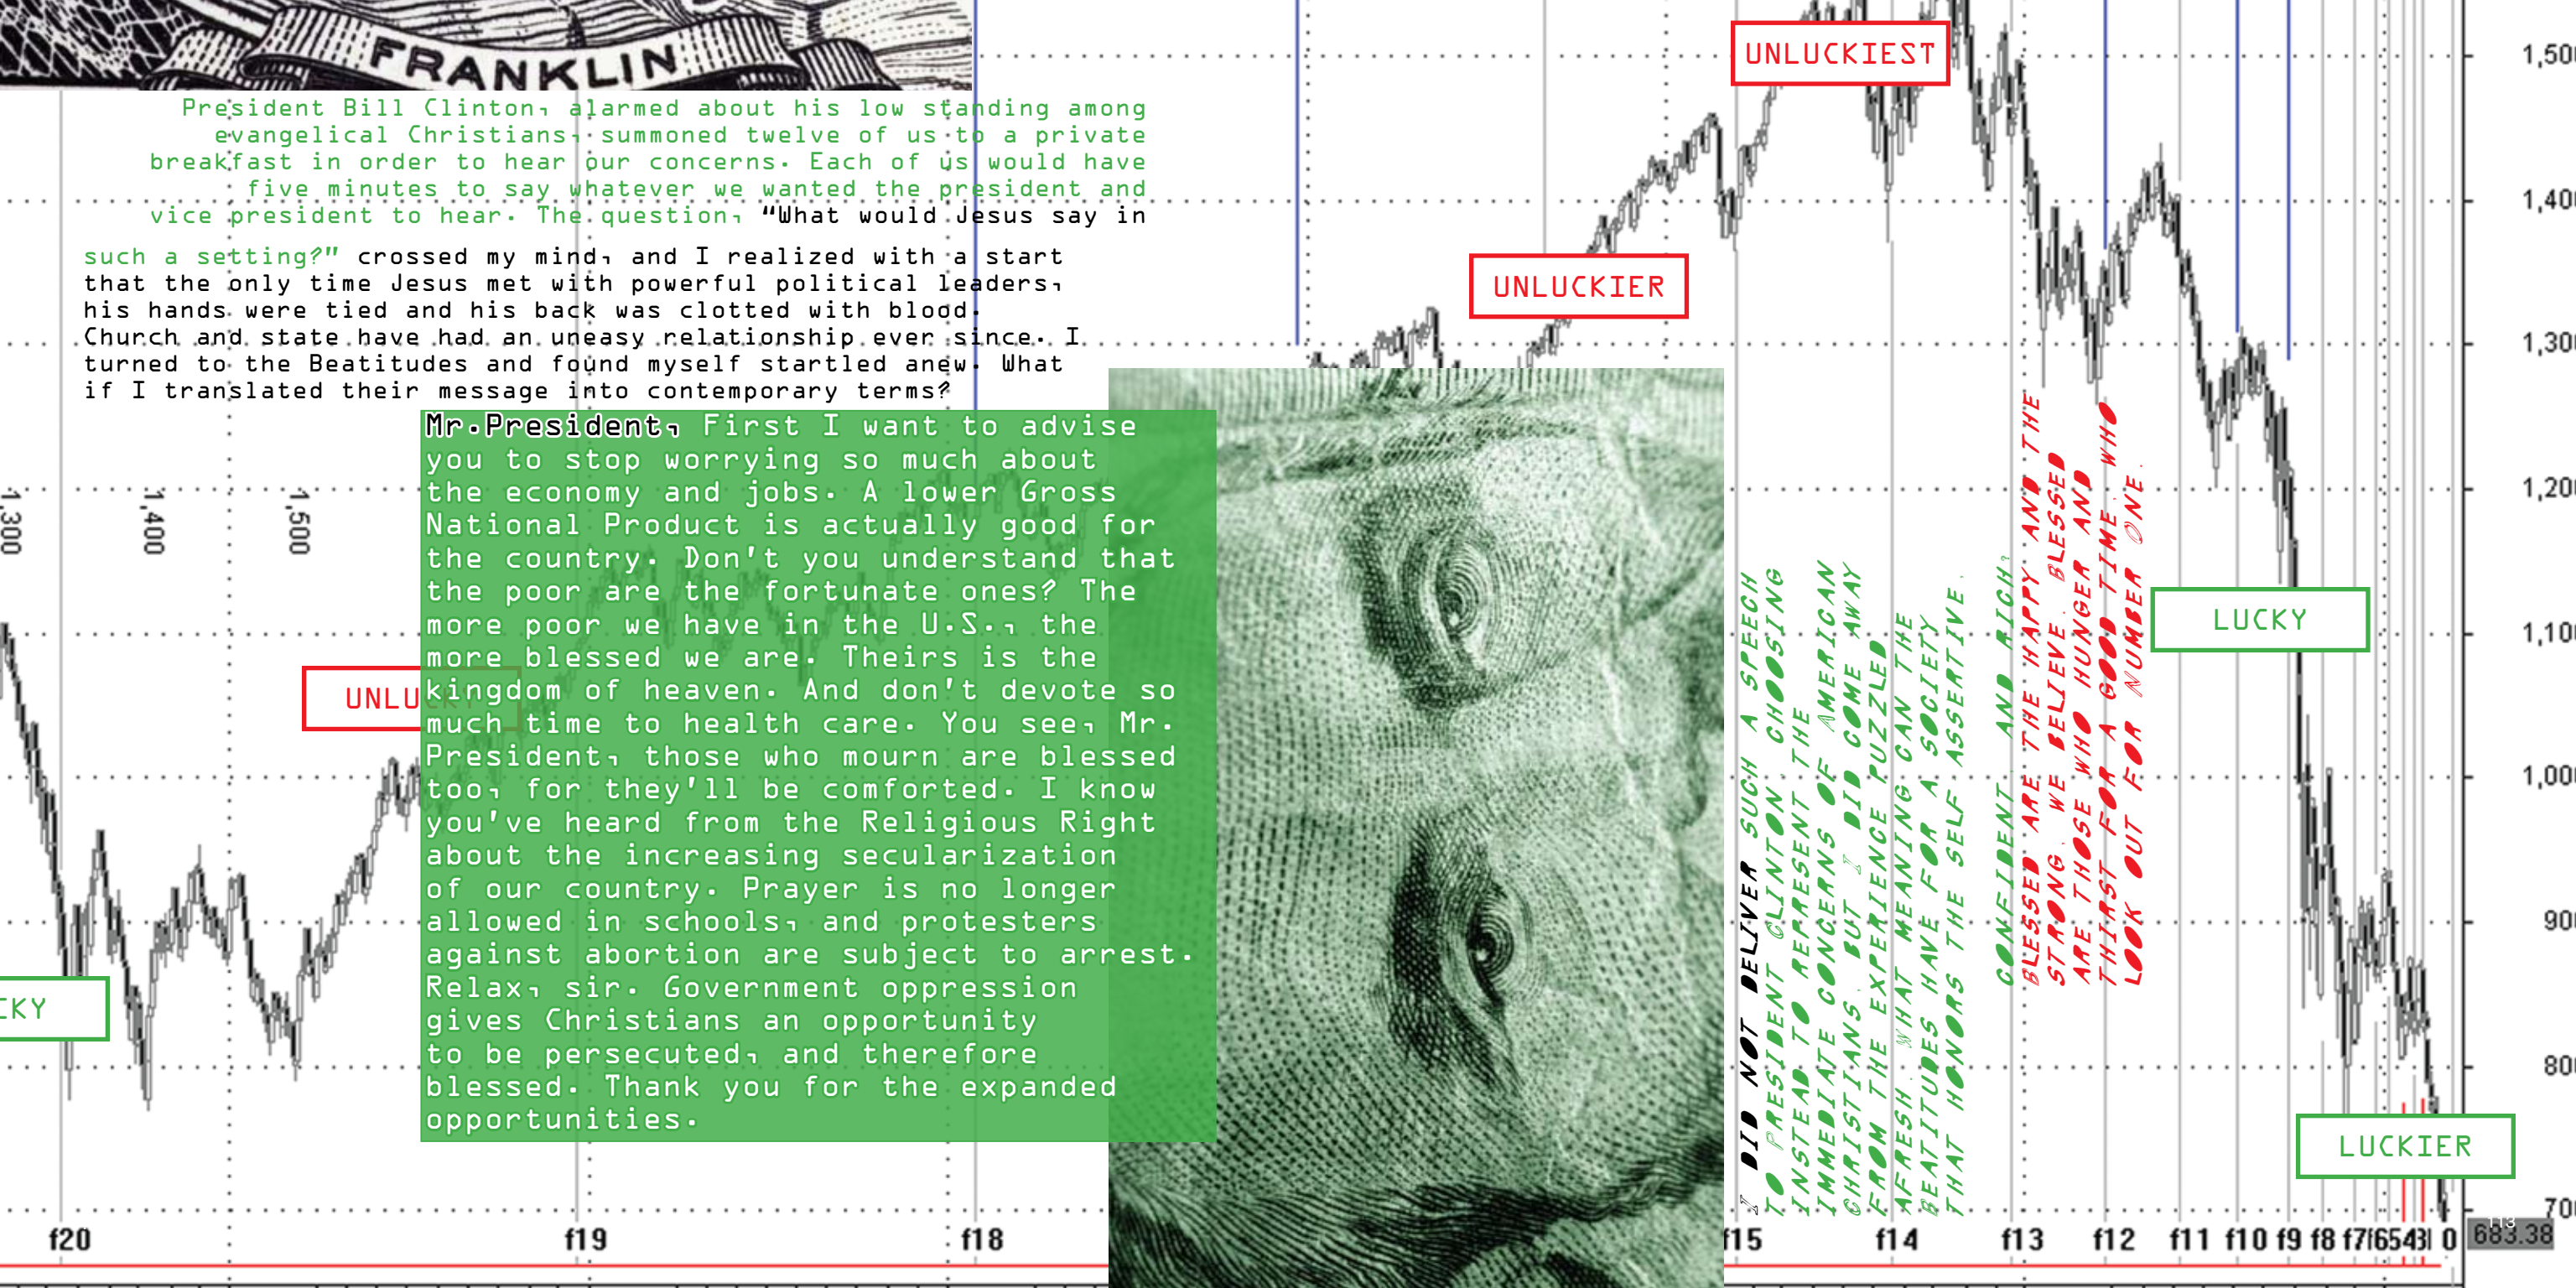 FRANKLIN
President Bill Clinton, alarmed about his low standing among
evangelical Christians, summoned twelve of us to a private
breakfast in order to hear our concerns. Each of us would have
five minutes to say whatever we wanted the president and
vice president to hear. The question, "What would Jesus say in
such a setting?" crossed my mind, and I realized with a start
that the only time Jesus met with powerful political leaders,
his hands were tied and his back was clotted with blood.
Church and state have had an uneasy relationship ever since. I
turned to the Beatitudes and found myself startled anew. What
if I translated their message into contemporary terms?
Mr.President, First I want to advise
you to stop worrying so much about
the economy and jobs. A lower Gross
National Product is actually good for
the country. Don't you understand that
the poor are the fortunate ones? The
more poor we have in the U.S., the
more blessed we are. Theirs is the
kingdom of heaven. And don't devote so
much time to health care. You see, Mr.
President, those who mourn are blessed
too, for they'll be comforted. I know
you've heard from the Religious Right
about the increasing secularization
of our country. Prayer is no longer
allowed in schools, and protesters
against abortion are subject to arrest.
Relax, sir. Government oppression
gives Christians an opportunity
to be persecuted, and therefore
blessed. Thank you for the expanded
opportunities.
I DID NOT DELIVER SUCH A SPEECH
TO PRESIDENT CLINTON. CHOOSING
INSTEAD TO REPRESENT THE
IMMEDIATE CONCERNS OF AMERICAN
CHRISTIANS. BUT I DID COME AWAY
FROM THE EXPERIENCE PUZZLED
AFRESH. WHAT MEANING CAN THE
BEATITUDES HAVE FOR A SOCIETY
THAT HONORS THE SELF ASSERTIVE.
CONFIDENT. AND RICH?
BLESSED ARE THE HAPPY AND THE
STRONG. WE BELIEVE. BLESSED
ARE THOSE WHO HUNGER AND
THIRST FOR A GOOD TIME. WHO
LOOK OUT FOR NUMBER ONE.
UNLUCKIEST
UNLUCKIER
UNLUCKY
CKY
LUCKY
LUCKIER
,300
1,400
1,500
1,50
1,40
1,30
1,20
1,10
1,00
90
80
70
683.38
113
f20 f19 f18 f15 f14 f13 f12 f11 f10 f9 f8 f7 0